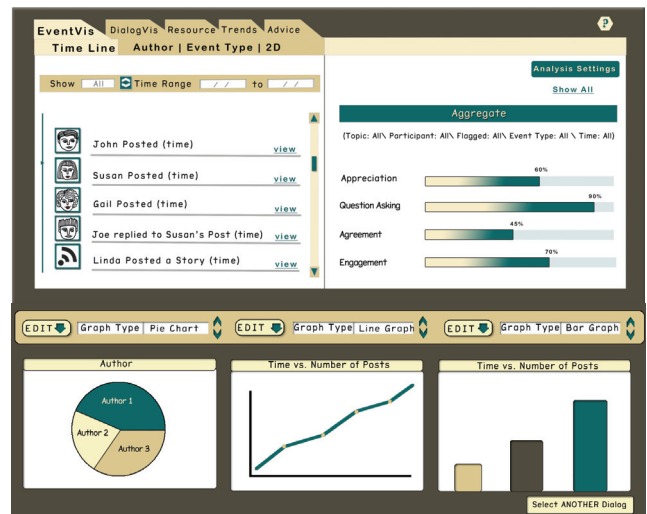 ?
EventVis DialogVis Resource Trends Advice
Time Line Author | Event Type | 2D
Show All Time Range / / to / /
John Posted (time) view
Susan Posted (time) view
Gail Posted (time) view
Joe replied to Susan's Post (time) view
Linda Posted a Story (time) view
Analysis Settings
Show All
Aggregate
(Topic: All\ Participant: All\ Flagged: All\ Event Type: All \ Time: All)
60%
Appreciation
90%
Question Asking
45%
Agreement
70%
Engagement
EDIT Graph Type Pie Chart EDIT Graph Type Line Graph EDIT Graph Type Bar Graph
Author
Author 1
Author 2
Author 3
Time vs. Number of Posts
Time vs. Number of Posts
Select ANOTHER Dialog